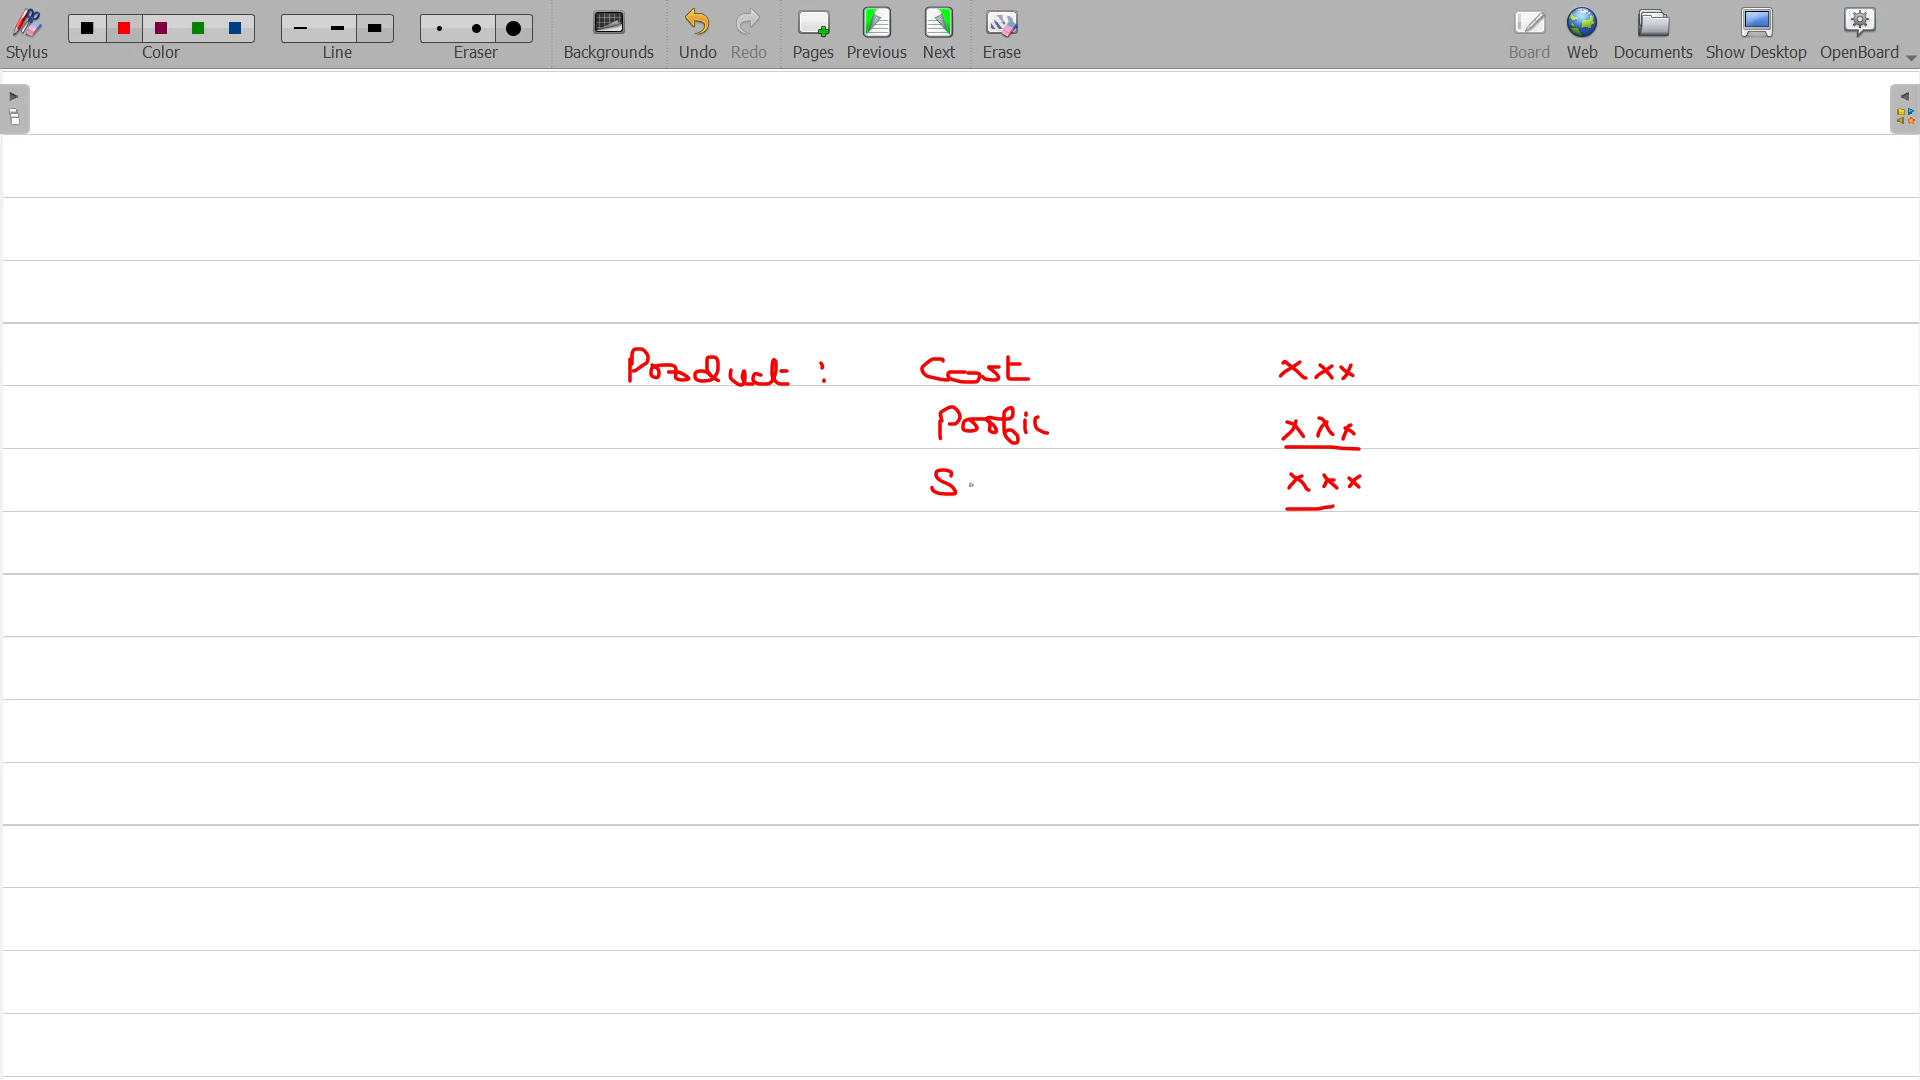 Stylus Color Line Eraser Backgrounds Undo Redo Pages Previous Next Erase Board Web Documents Show Desktop OpenBoard
Product : Cost xxx
Profit xxx
S xxx